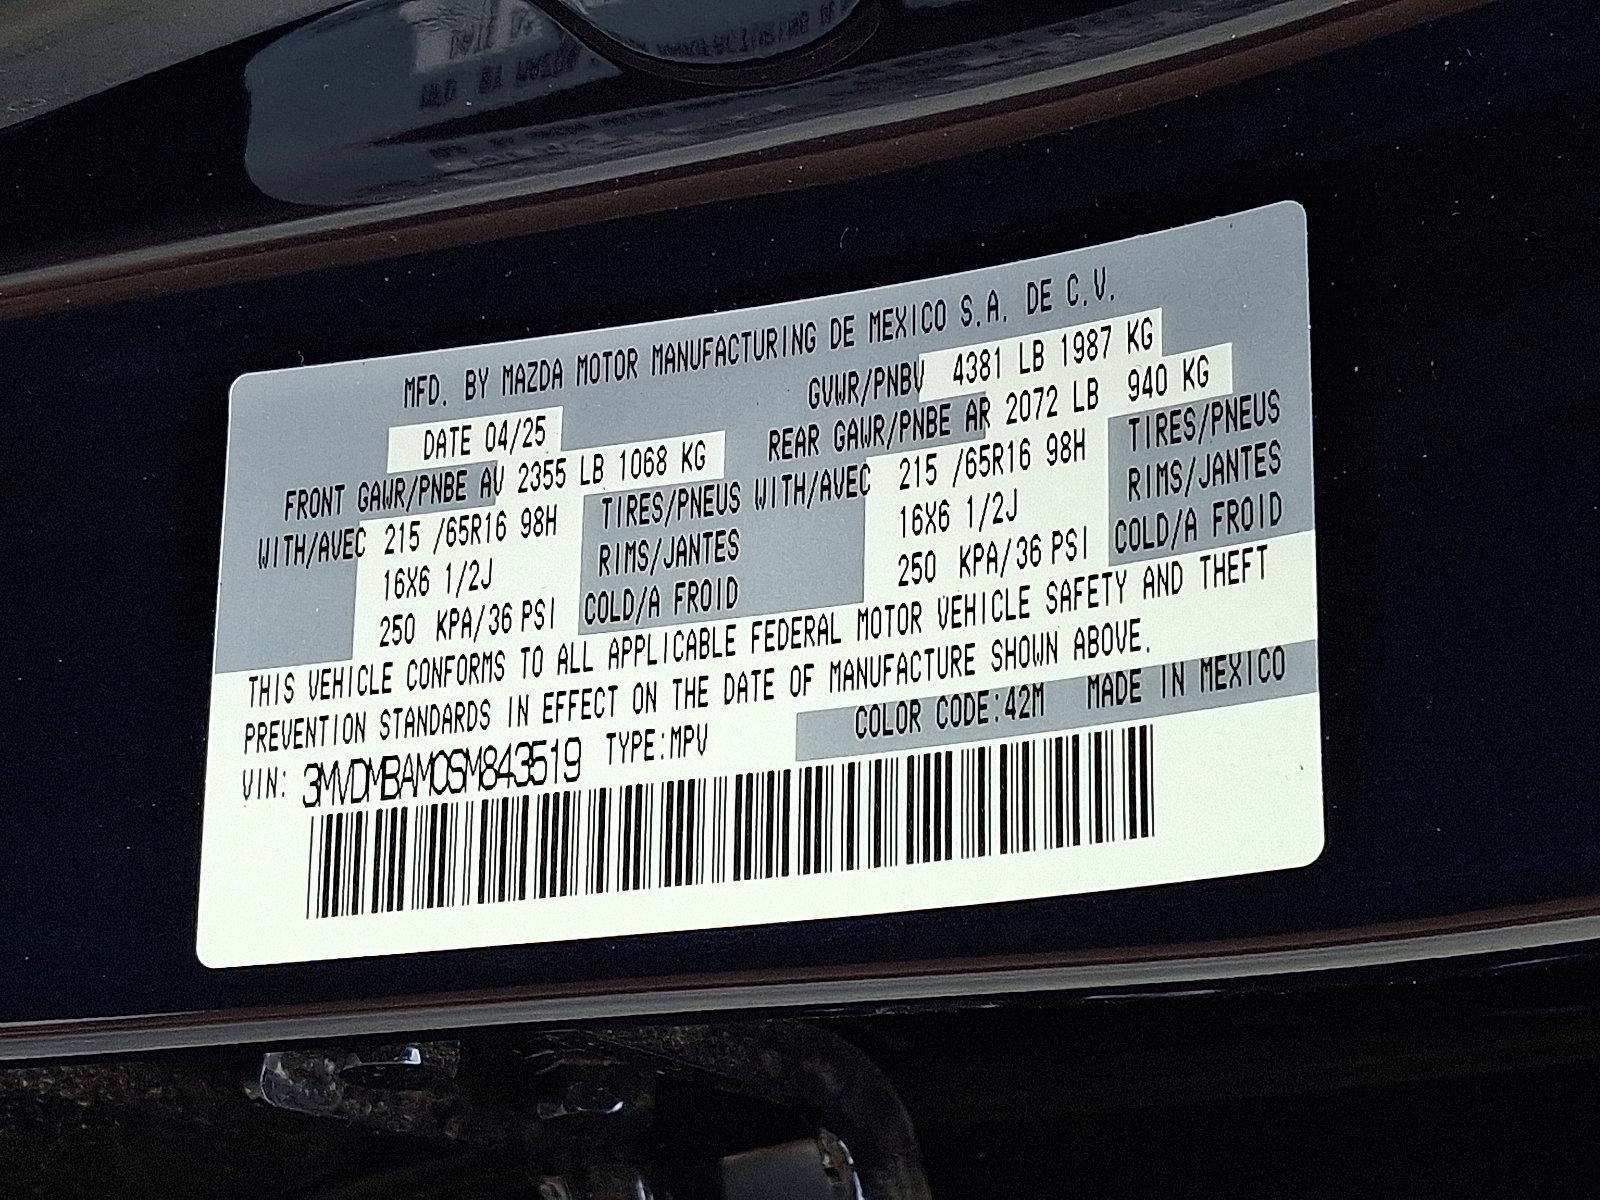 MFD. BY MAZDA MOTOR MANUFACTURING DE MEXICO S.A. DE C.V.
DATE 04/25 GVWR/PNBV 4381 LB 1987 KG
FRONT GAWR/PNBE AV 2355 LB 1068 KG REAR GAWR/PNBE AR 2072 LB 940 KG
WITH/AVEC 215 /65R16 98H TIRES/PNEUS WITH/AVEC 215 /65R16 98H TIRES/PNEUS
16X6 1/2J RIMS/JANTES 16X6 1/2J RIMS/JANTES
250 KPA/36 PSI COLD/A FROID 250 KPA/36 PSI COLD/A FROID
THIS VEHICLE CONFORMS TO ALL APPLICABLE FEDERAL MOTOR VEHICLE SAFETY AND THEFT
PREVENTION STANDARDS IN EFFECT ON THE DATE OF MANUFACTURE SHOWN ABOVE.
VIN: 3MVDMBAM0SM843519 TYPE:MPV COLOR CODE:42M MADE IN MEXICO